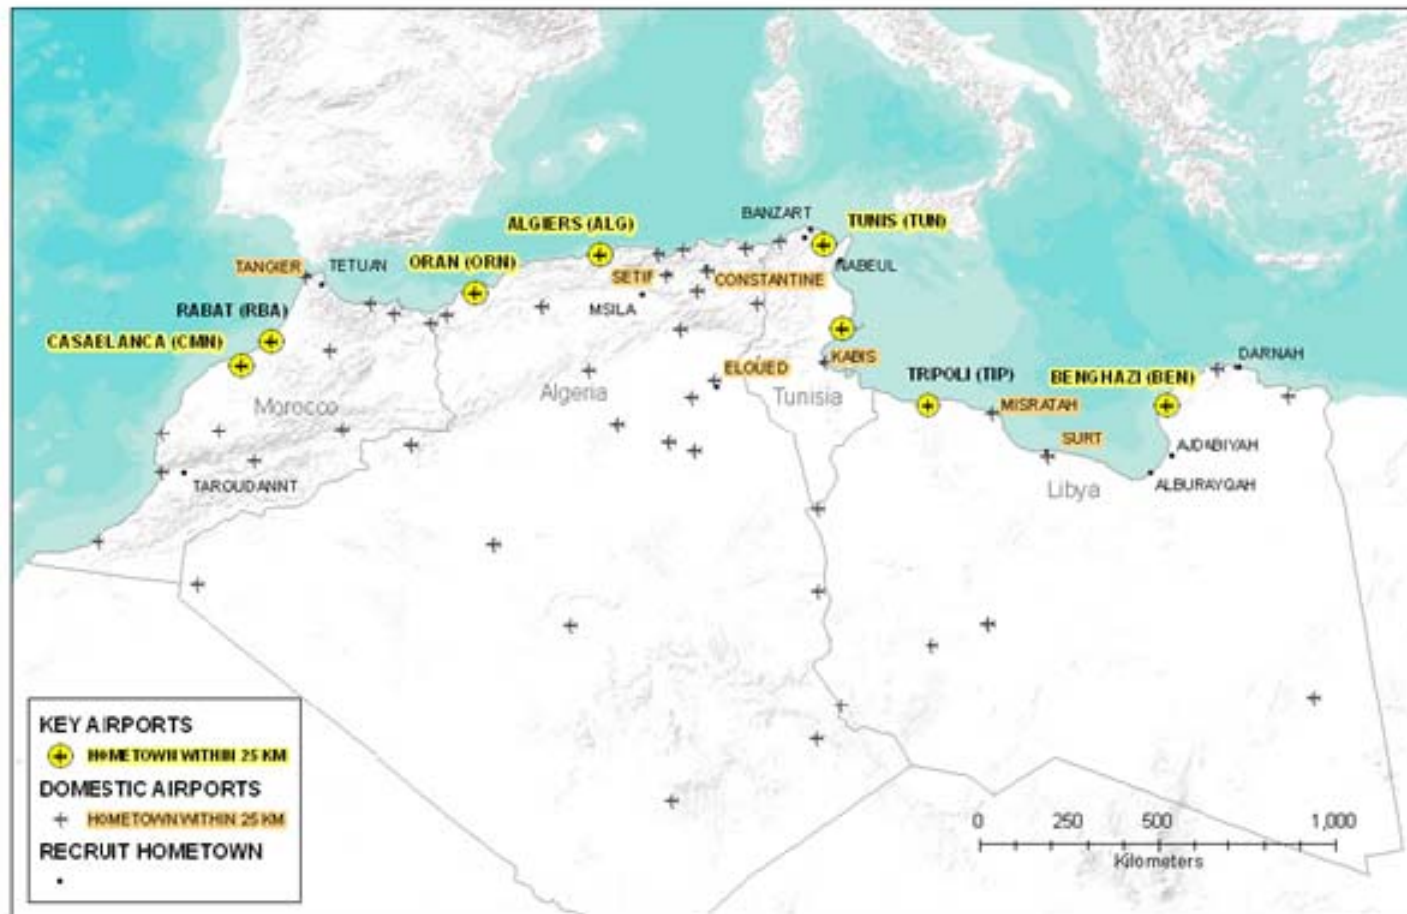 BANZART
TUNIS (TUN)
ALGIERS (ALG)
TANGIER
TETUAN
ORAN (ORN)
SETIF
CONSTANTINE
NABEUL
RABAT (RBA)
MSILA
CASABLANCA (CMN)
KABIS
DARNAH
ELOUED
Algeria
Tunisia
TRIPOLI (TIP)
BENGHAZI (BEN)
Morocco
MISRATAH
SURT
AJDABIYAH
TAROUDANNT
Libya
ALBURAYQAH
KEY AIRPORTS
HOMETOWN WITHIN 25 KM
DOMESTIC AIRPORTS
HOMETOWN WITHIN 25 KM
RECRUIT HOMETOWN
0 250 500 1,000
Kilometers